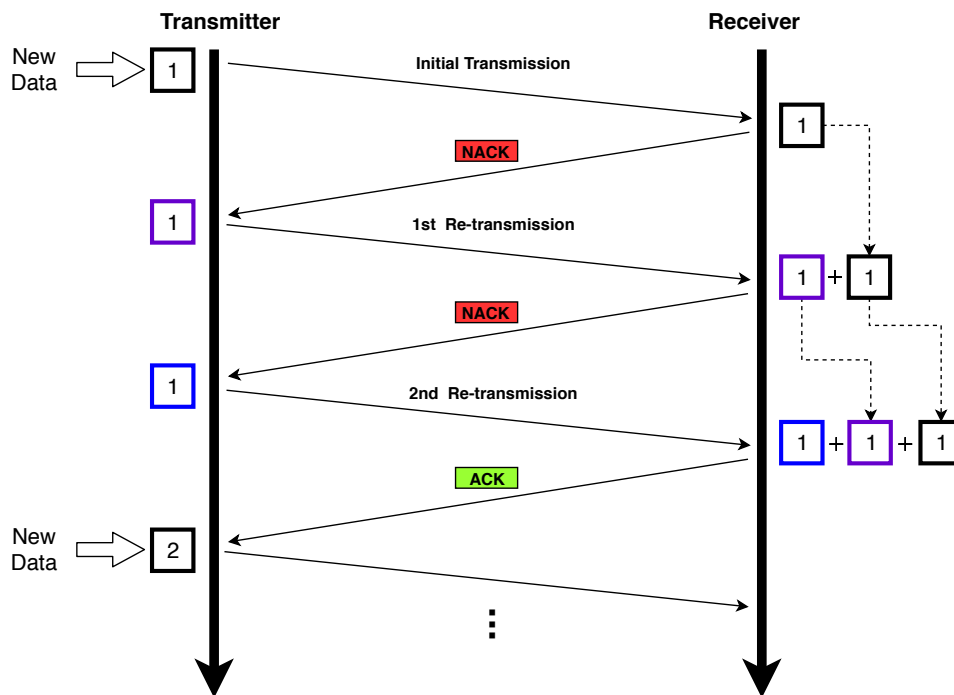 Transmitter
Receiver
New
Data
1
Initial Transmission
1
NACK
1
1st Re-transmission
1 + 1
NACK
1
2nd Re-transmission
1 + 1 + 1
ACK
New
Data
2